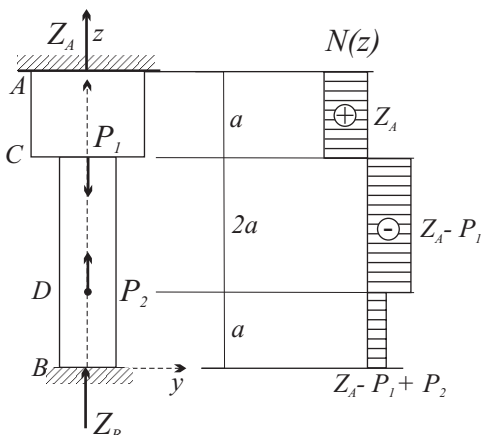 Z_A z N(z)
A
a + Z_A
P_1
C
2a - Z_A - P_1
D P_2
a
B y Z_A - P_1 + P_2
Z_B